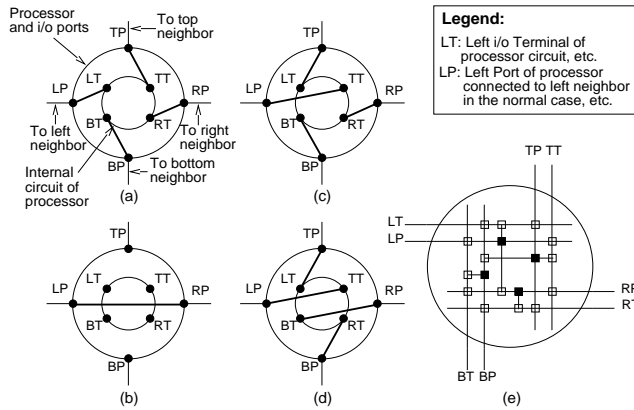 Processor and i/o ports
TP
To top neighbor
LP
LT
TT
RP
BT
RT
To left neighbor
To right neighbor
Internal circuit of processor
BP
To bottom neighbor
(a)
TP
LP
LT
TT
RP
BT
RT
BP
(c)
Legend:
LT: Left i/o Terminal of
processor circuit, etc.
LP: Left Port of processor
connected to left neighbor
in the normal case, etc.
TP
LP
LT
TT
RP
BT
RT
BP
(b)
TP
LP
LT
TT
RP
BT
RT
BP
(d)
TP TT
LT
LP
RP
RT
BT BP
(e)